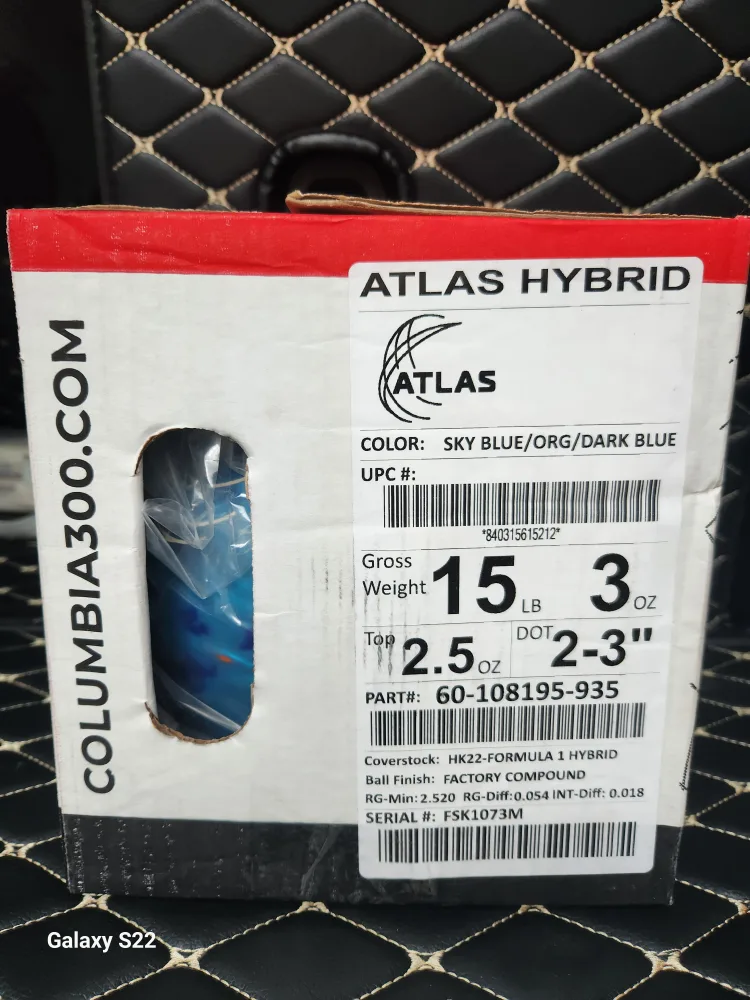 COLUMBIA300.COM
ATLAS HYBRID
ATLAS
COLOR: SKY BLUE/ORG/DARK BLUE
UPC #:
*840315615212*
Gross Weight 15 LB 3 OZ
Top 2.5 OZ DOT 2-3"
PART#: 60-108195-935
Coverstock: HK22-FORMULA 1 HYBRID
Ball Finish: FACTORY COMPOUND
RG-Min: 2.520 RG-Diff: 0.054 INT-Diff: 0.018
SERIAL #: FSK1073M
Galaxy S22